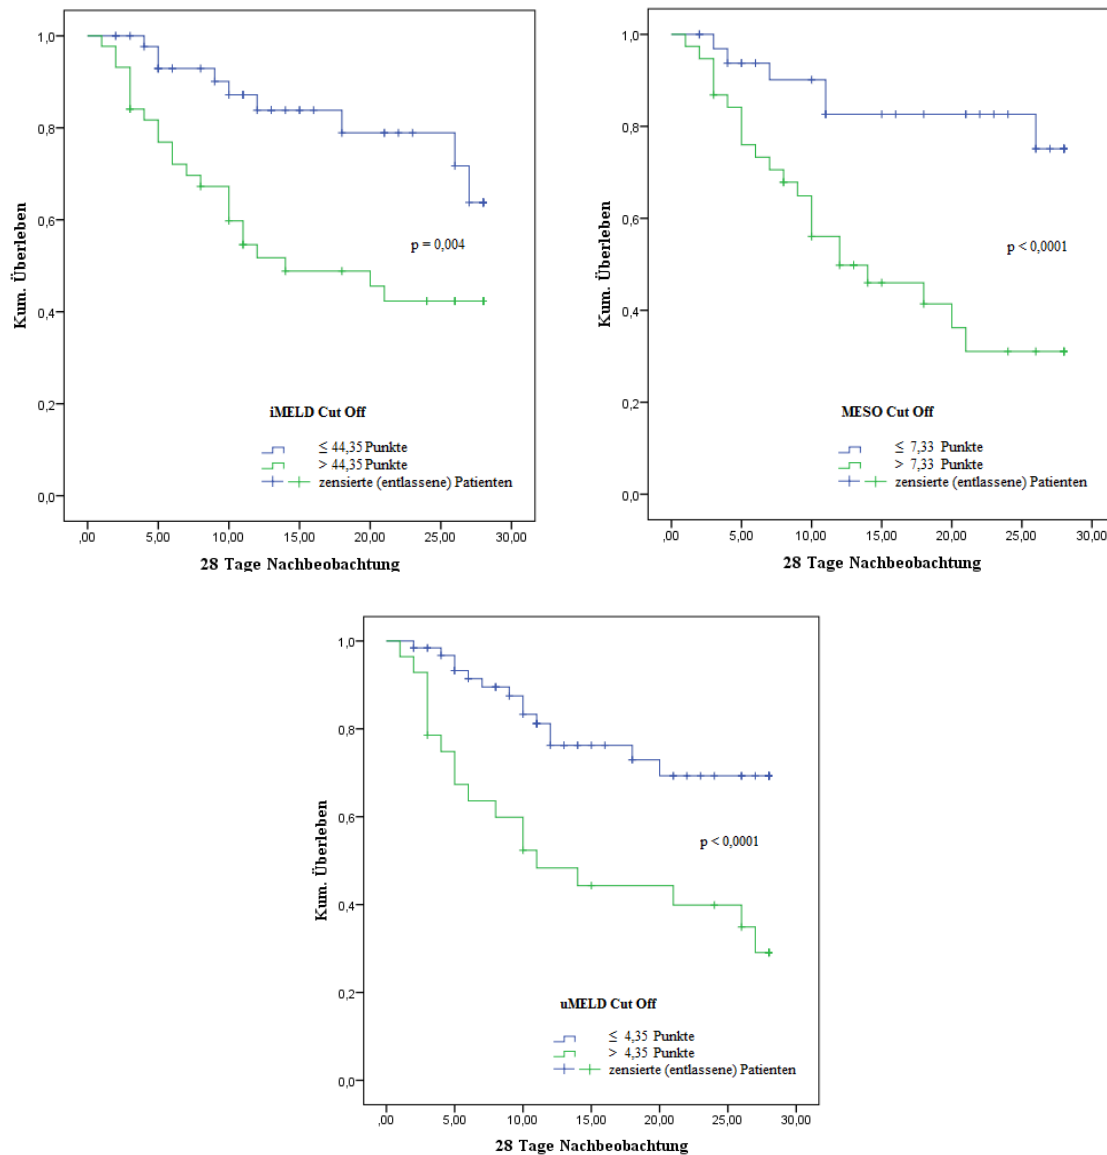 1,0
0,8
0,6
0,4
0,2
0,0
Kum. Überleben
p = 0,004
iMELD Cut Off
≤ 44,35 Punkte
> 44,35 Punkte
zensierte (entlassene) Patienten
,00 5,00 10,00 15,00 20,00 25,00 30,00
28 Tage Nachbeobachtung
1,0
0,8
0,6
0,4
0,2
0,0
Kum. Überleben
p < 0,0001
MESO Cut Off
≤ 7,33 Punkte
> 7,33 Punkte
zensierte (entlassene) Patienten
,00 5,00 10,00 15,00 20,00 25,00 30,00
28 Tage Nachbeobachtung
1,0
0,8
0,6
0,4
0,2
0,0
Kum. Überleben
p < 0,0001
uMELD Cut Off
≤ 4,35 Punkte
> 4,35 Punkte
zensierte (entlassene) Patienten
,00 5,00 10,00 15,00 20,00 25,00 30,00
28 Tage Nachbeobachtung